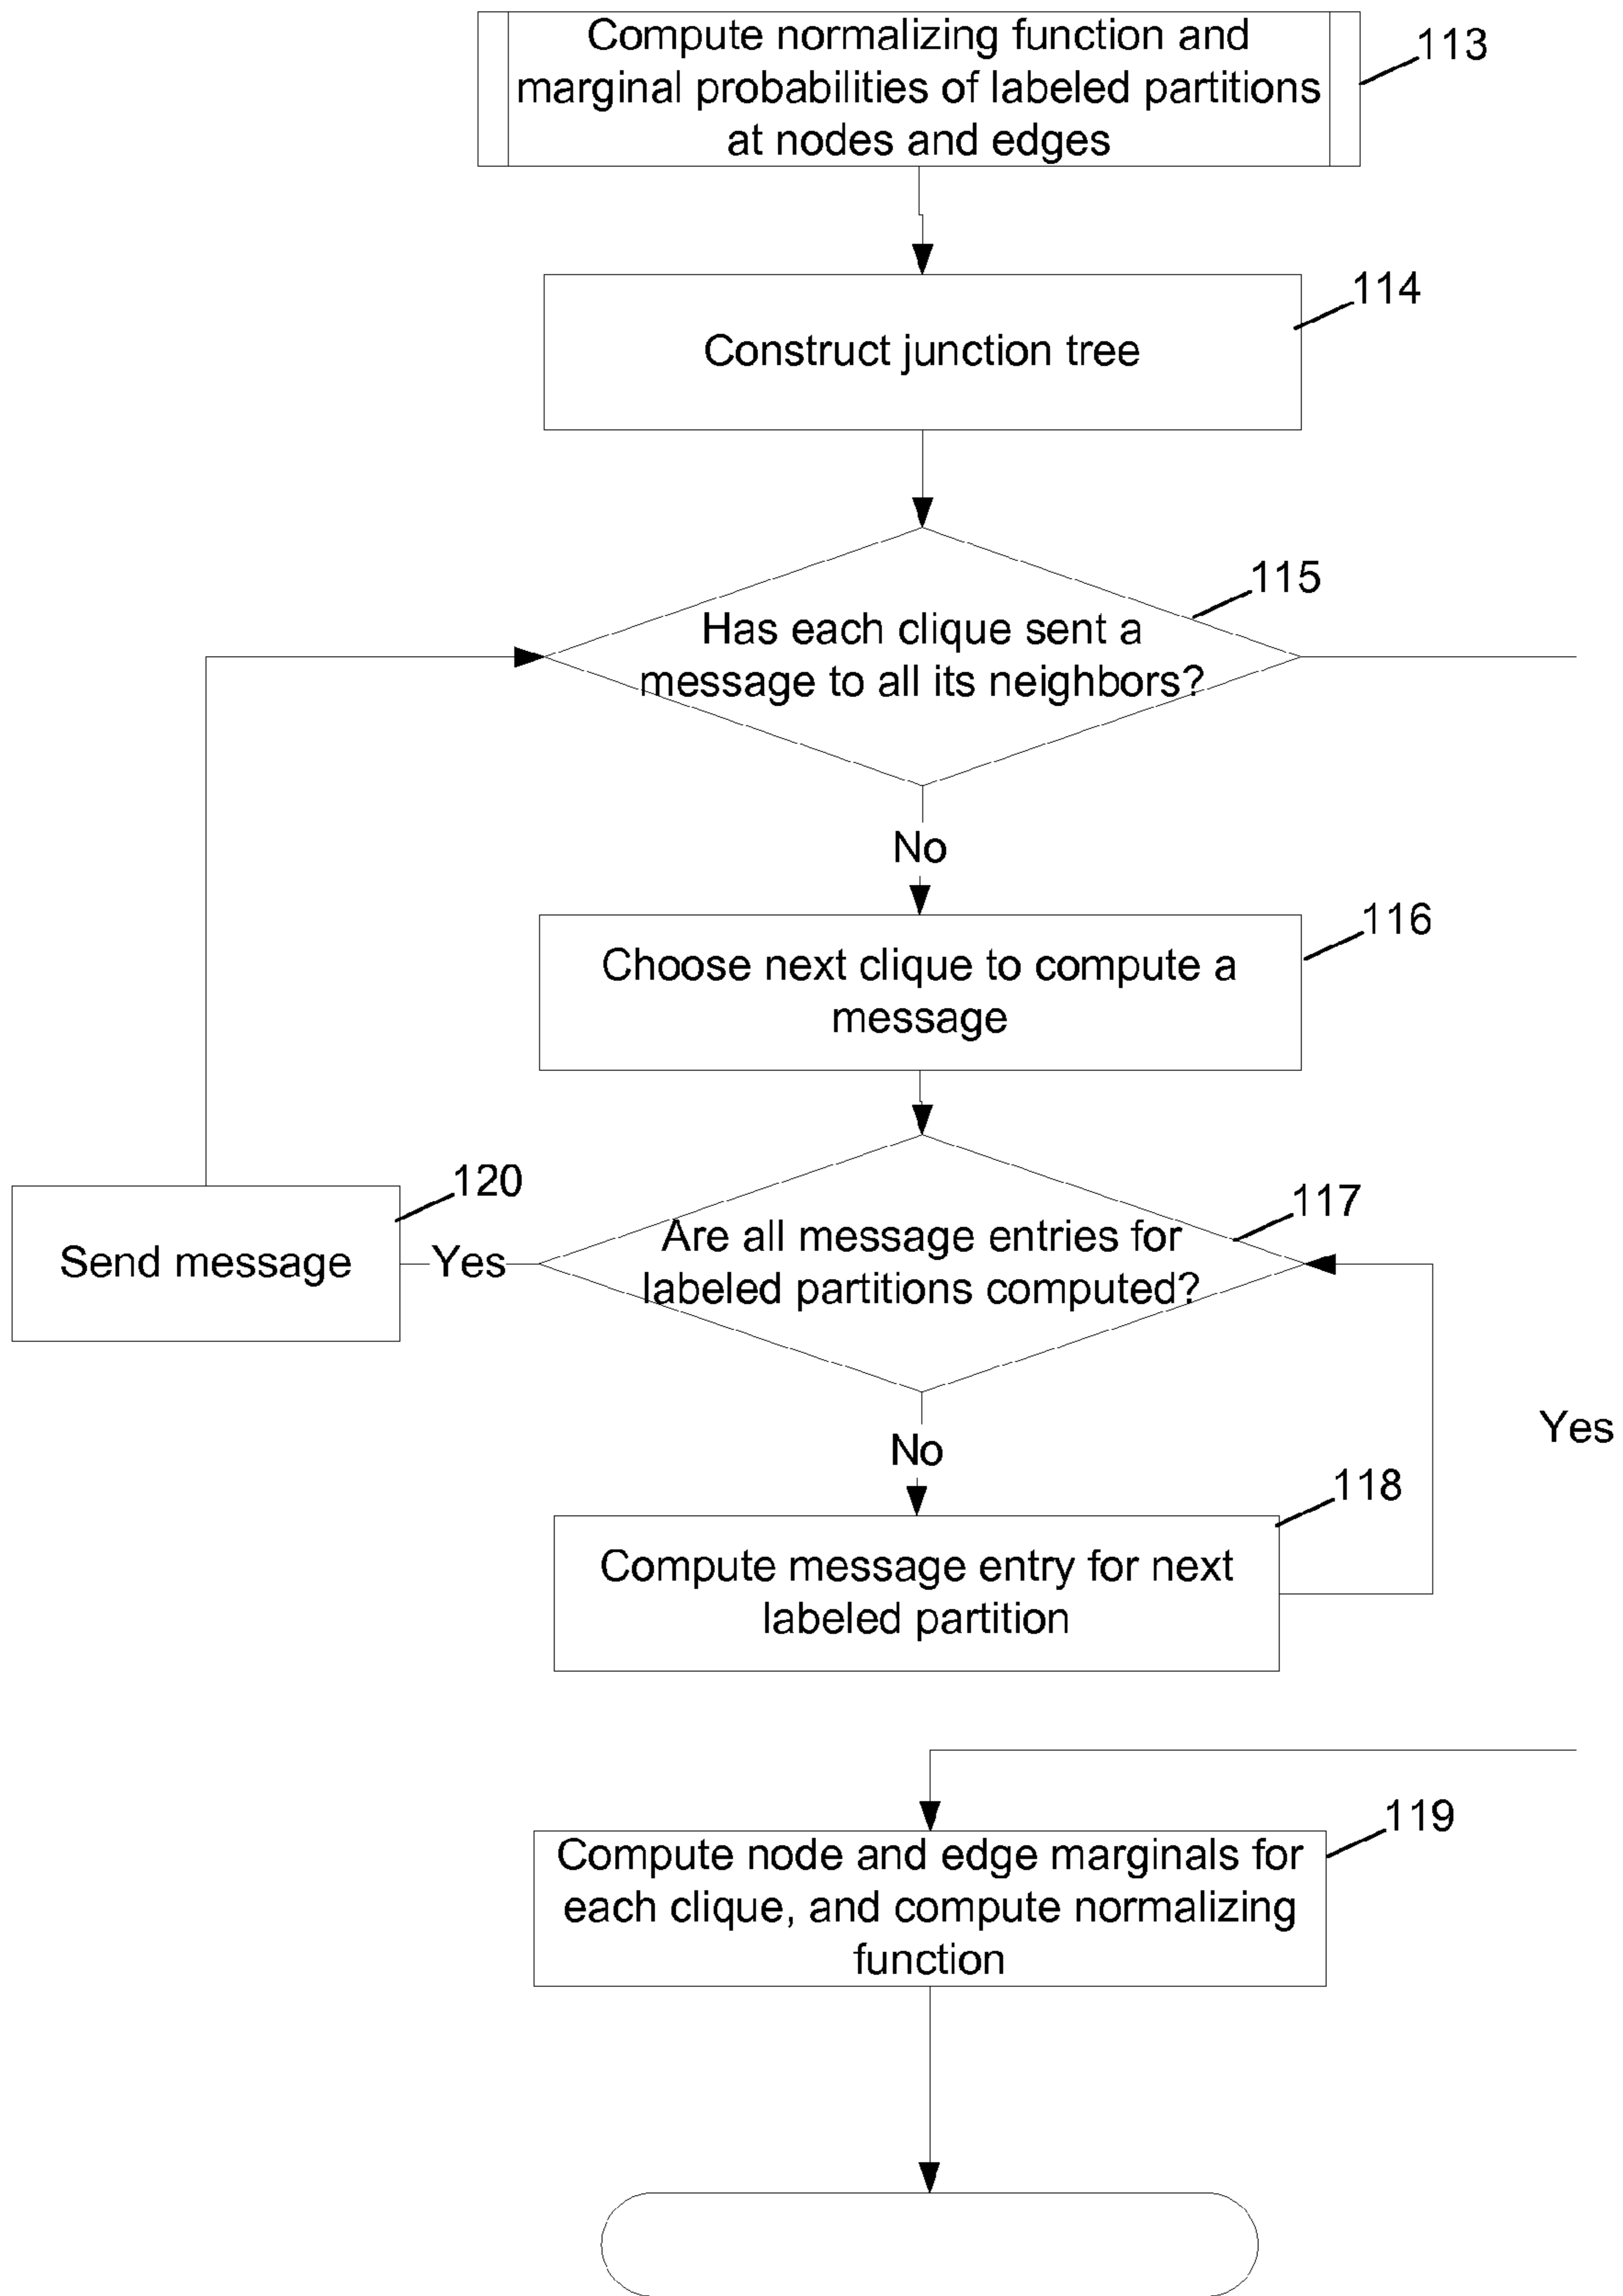 Compute normalizing function and
marginal probabilities of labeled partitions
at nodes and edges
113
114
Construct junction tree
115
Has each clique sent a
message to all its neighbors?
No
116
Choose next clique to compute a
message
120
Send message
Yes
117
Are all message entries for
labeled partitions computed?
Yes
No
118
Compute message entry for next
labeled partition
119
Compute node and edge marginals for
each clique, and compute normalizing
function